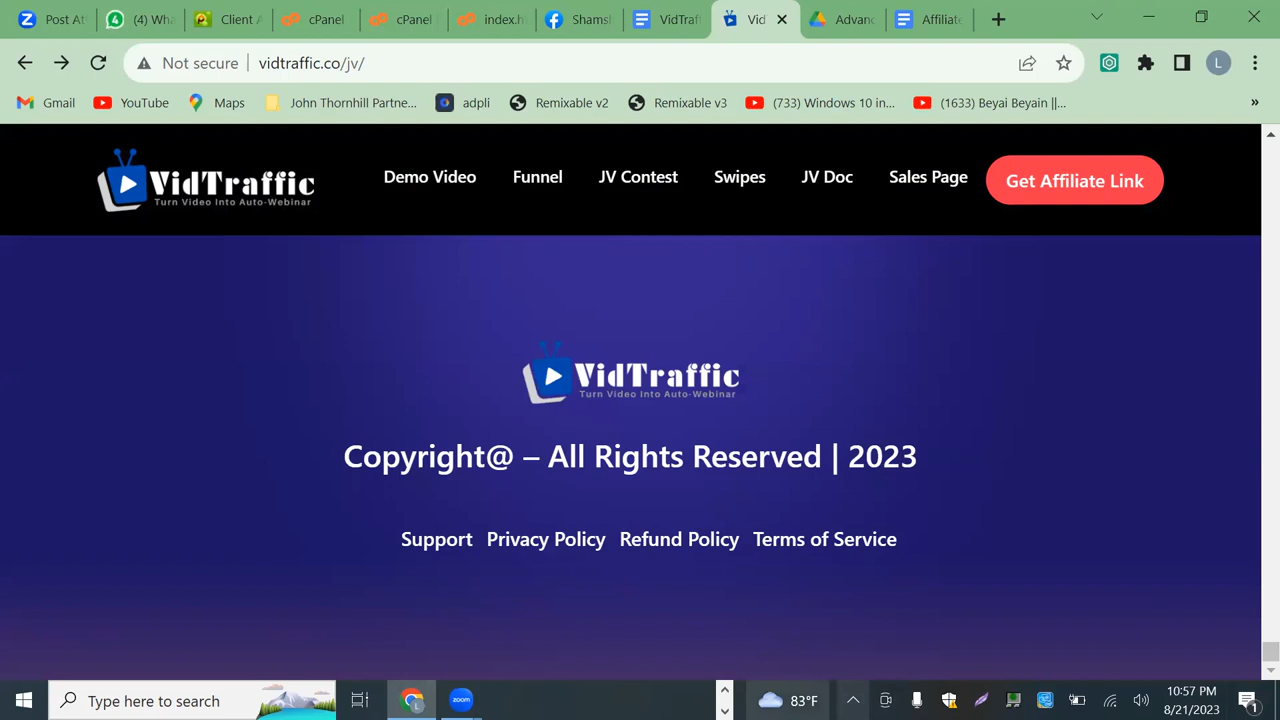 Post At
(4) Wha
Client A
cPanel
cPanel
index.h
Shamsh
VidTraf
Vid
Advanc
Affiliate
Not secure
vidtraffic.co/jv/
L
Gmail
YouTube
Maps
John Thornhill Partne...
adpli
Remixable v2
Remixable v3
(733) Windows 10 in...
(1633) Beyai Beyain ||...
»
VidTraffic
Turn Video Into Auto-Webinar
Demo Video
Funnel
JV Contest
Swipes
JV Doc
Sales Page
Get Affiliate Link
VidTraffic
Turn Video Into Auto-Webinar
Copyright@ – All Rights Reserved | 2023
Support Privacy Policy Refund Policy Terms of Service
Type here to search
zoom
83°F
10:57 PM
8/21/2023
1